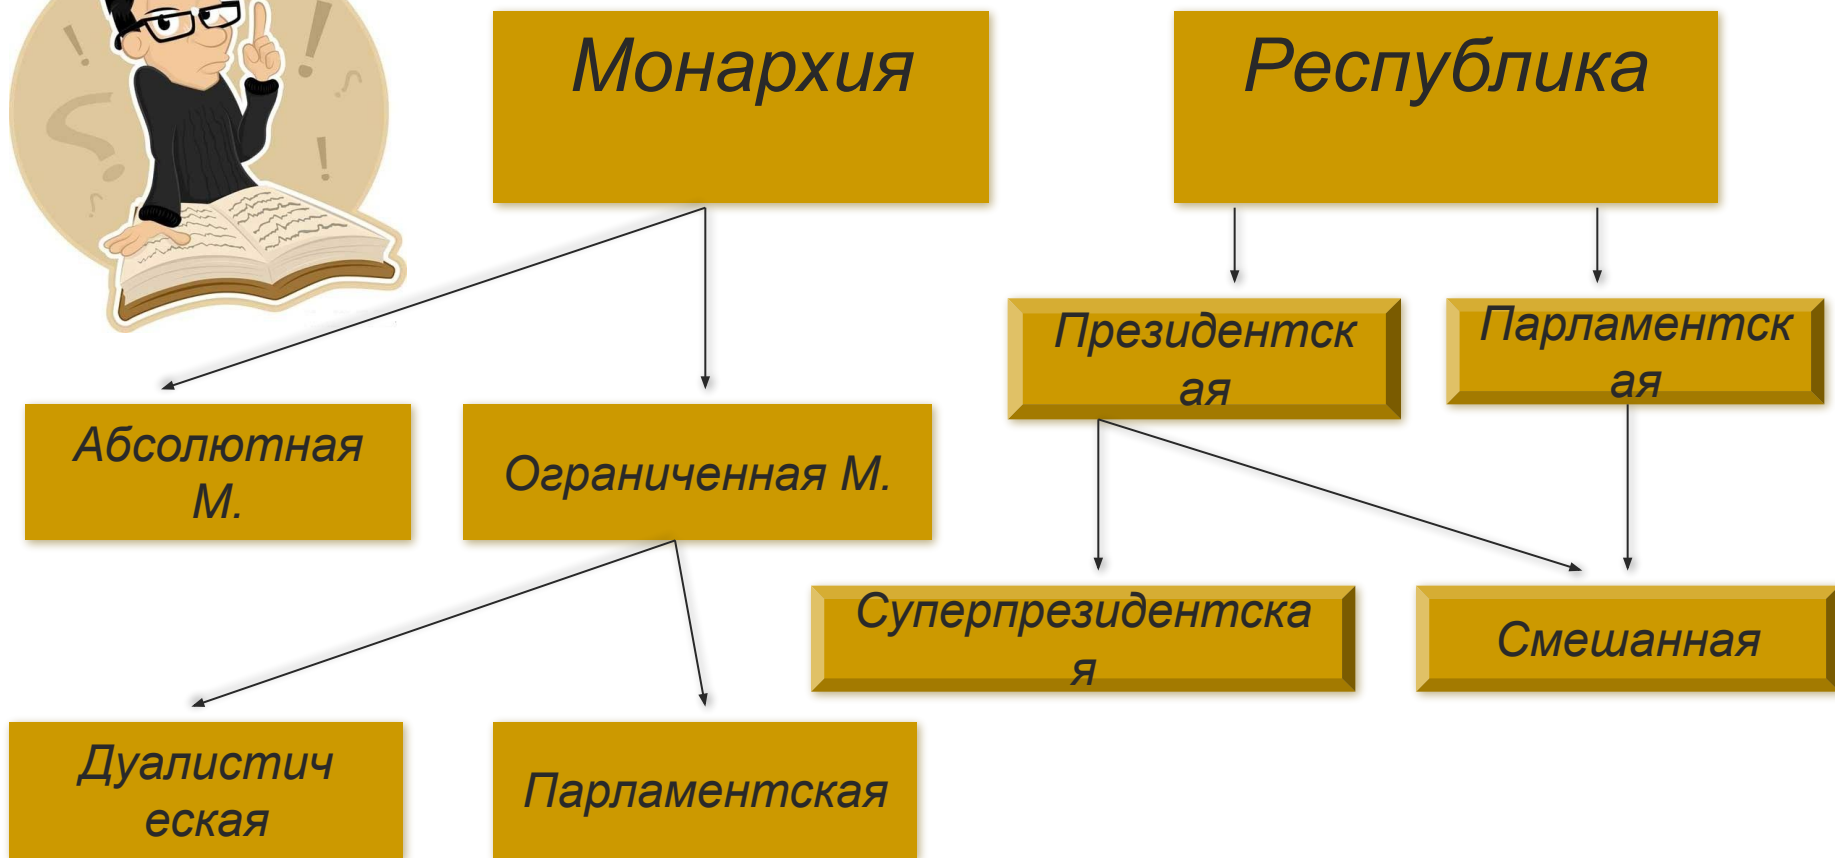 Монархия
Республика
Президентск
ая
Парламентск
ая
Абсолютная
М.
Ограниченная М.
Суперпрезидентска
я
Смешанная
Дуалистич
еская
Парламентская